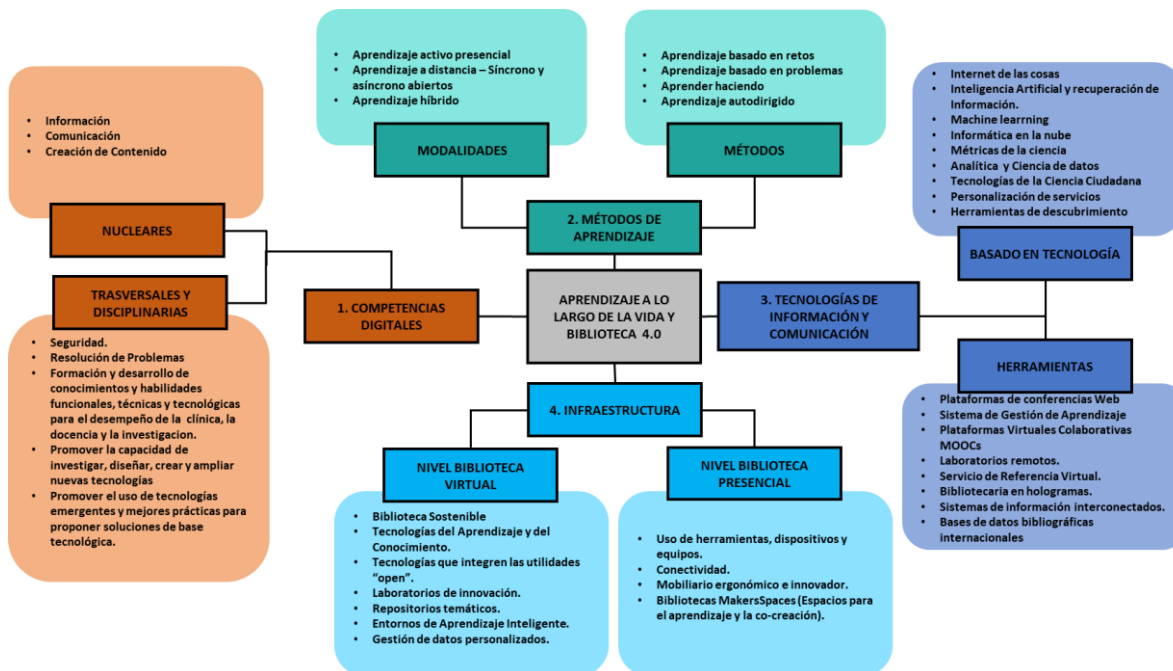 • Información
• Comunicación
• Creación de Contenido
NUCLEARES
TRASVERSALES Y
DISCIPLINARIAS
• Seguridad.
• Resolución de Problemas
• Formación y desarrollo de
conocimientos y habilidades
funcionales, técnicas y tecnológicas
para el desempeño de la clínica, la
docencia y la investigacion.
• Promover la capacidad de
investigar, diseñar, crear y ampliar
nuevas tecnologías
• Promover el uso de tecnologías
emergentes y mejores prácticas para
proponer soluciones de base
tecnológica.
1. COMPETENCIAS
DIGITALES
• Aprendizaje activo presencial
• Aprendizaje a distancia – Síncrono y
asíncrono abiertos
• Aprendizaje híbrido
MODALIDADES
• Aprendizaje basado en retos
• Aprendizaje basado en problemas
• Aprender haciendo
• Aprendizaje autodirigido
MÉTODOS
2. MÉTODOS DE
APRENDIZAJE
APRENDIZAJE A LO
LARGO DE LA VIDA Y
BIBLIOTECA 4.0
3. TECNOLOGÍAS DE
INFORMACIÓN Y
COMUNICACIÓN
• Internet de las cosas
• Inteligencia Artificial y recuperación de
Información.
• Machine learrning
• Informática en la nube
• Métricas de la ciencia
• Analítica y Ciencia de datos
• Tecnologías de la Ciencia Ciudadana
• Personalización de servicios
• Herramientas de descubrimiento
BASADO EN TECNOLOGÍA
HERRAMIENTAS
• Plataformas de conferencias Web
• Sistema de Gestión de Aprendizaje
• Plataformas Virtuales Colaborativas
MOOCs
• Laboratorios remotos.
• Servicio de Referencia Virtual.
• Bibliotecaria en hologramas.
• Sistemas de información interconectados.
• Bases de datos bibliográficas
internacionales
4. INFRAESTRUCTURA
NIVEL BIBLIOTECA
VIRTUAL
• Biblioteca Sostenible
• Tecnologías del Aprendizaje y del
Conocimiento.
• Tecnologías que integren las utilidades
“open”.
• Laboratorios de innovación.
• Repositorios temáticos.
• Entornos de Aprendizaje Inteligente.
• Gestión de datos personalizados.
NIVEL BIBLIOTECA
PRESENCIAL
• Uso de herramientas, dispositivos y
equipos.
• Conectividad.
• Mobiliario ergonómico e innovador.
• Bibliotecas MakersSpaces (Espacios para
el aprendizaje y la co-creación).